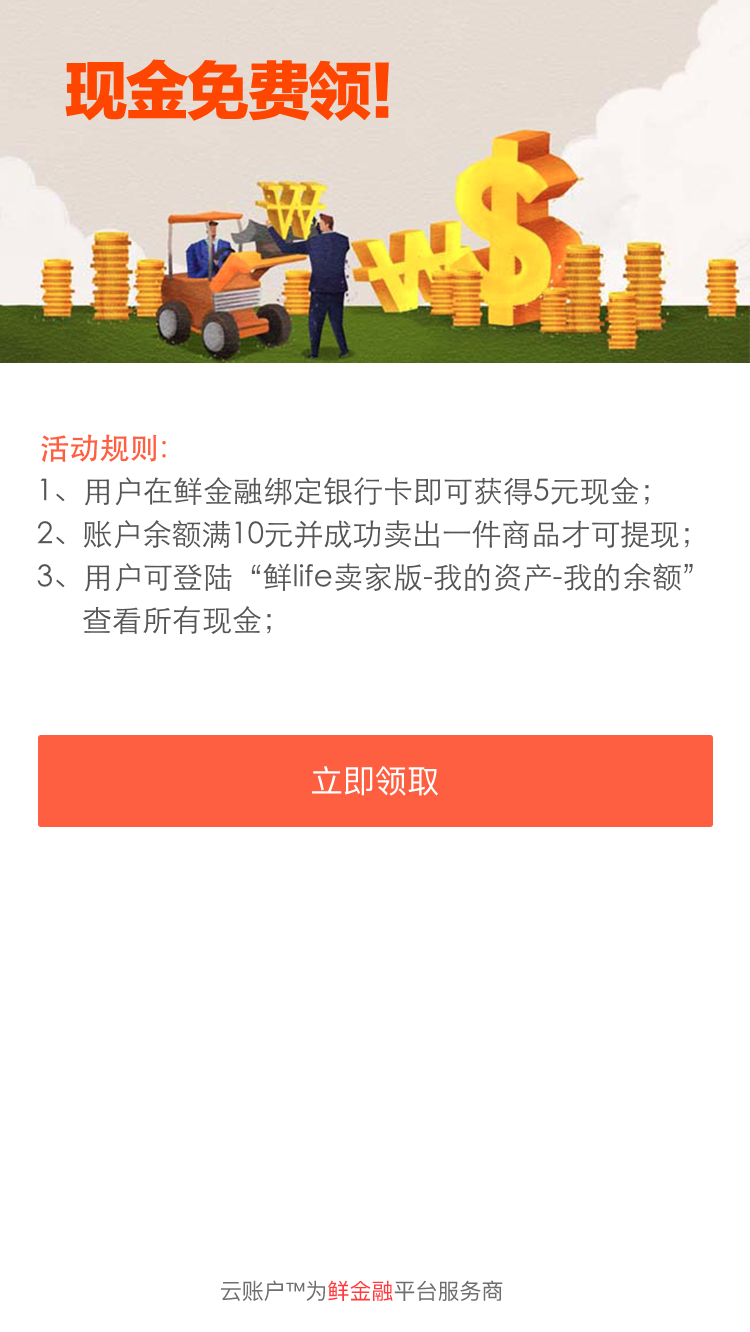 现金免费领!
活动规则:
1、用户在鲜金融绑定银行卡即可获得5元现金；
2、账户余额满10元并成功卖出一件商品才可提现；
3、用户可登陆“鲜life卖家版-我的资产-我的余额”
查看所有现金；
立即领取
云账户™为鲜金融平台服务商